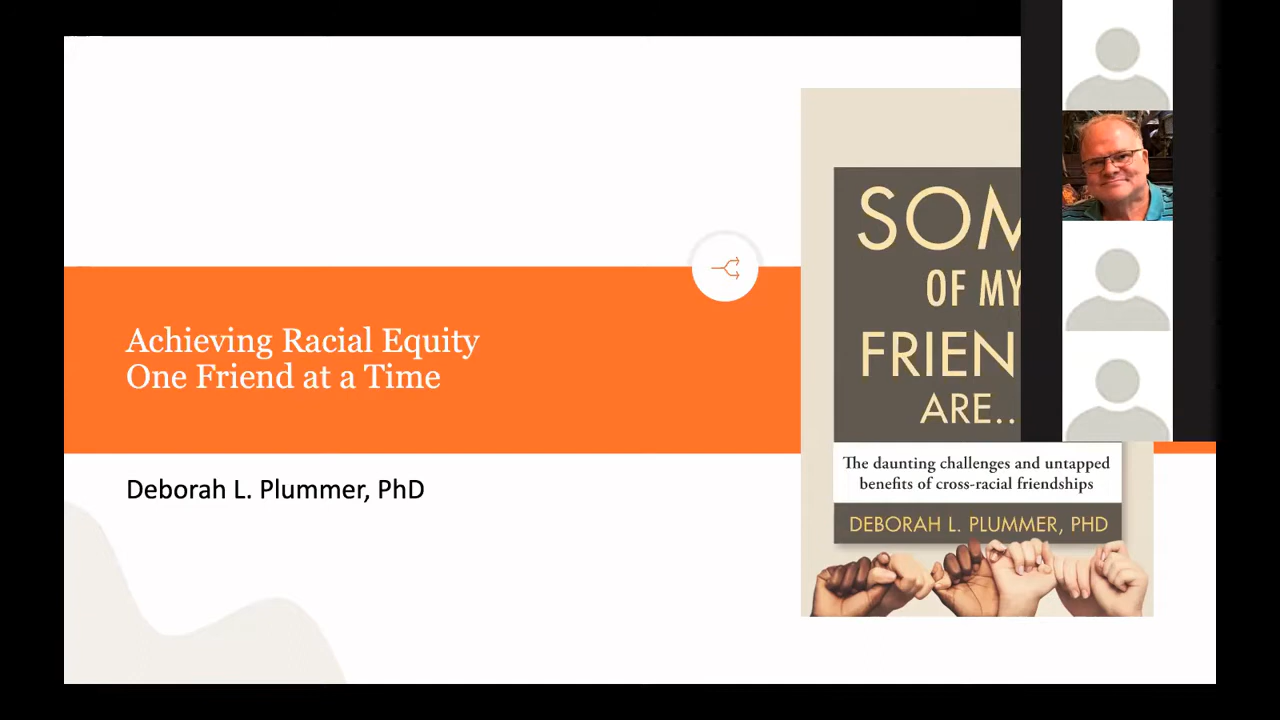 Achieving Racial Equity
One Friend at a Time
Deborah L. Plummer, PhD
SOM
OF MY
FRIEN
ARE..
The daunting challenges and untapped
benefits of cross-racial friendships
DEBORAH L. PLUMMER, PHD